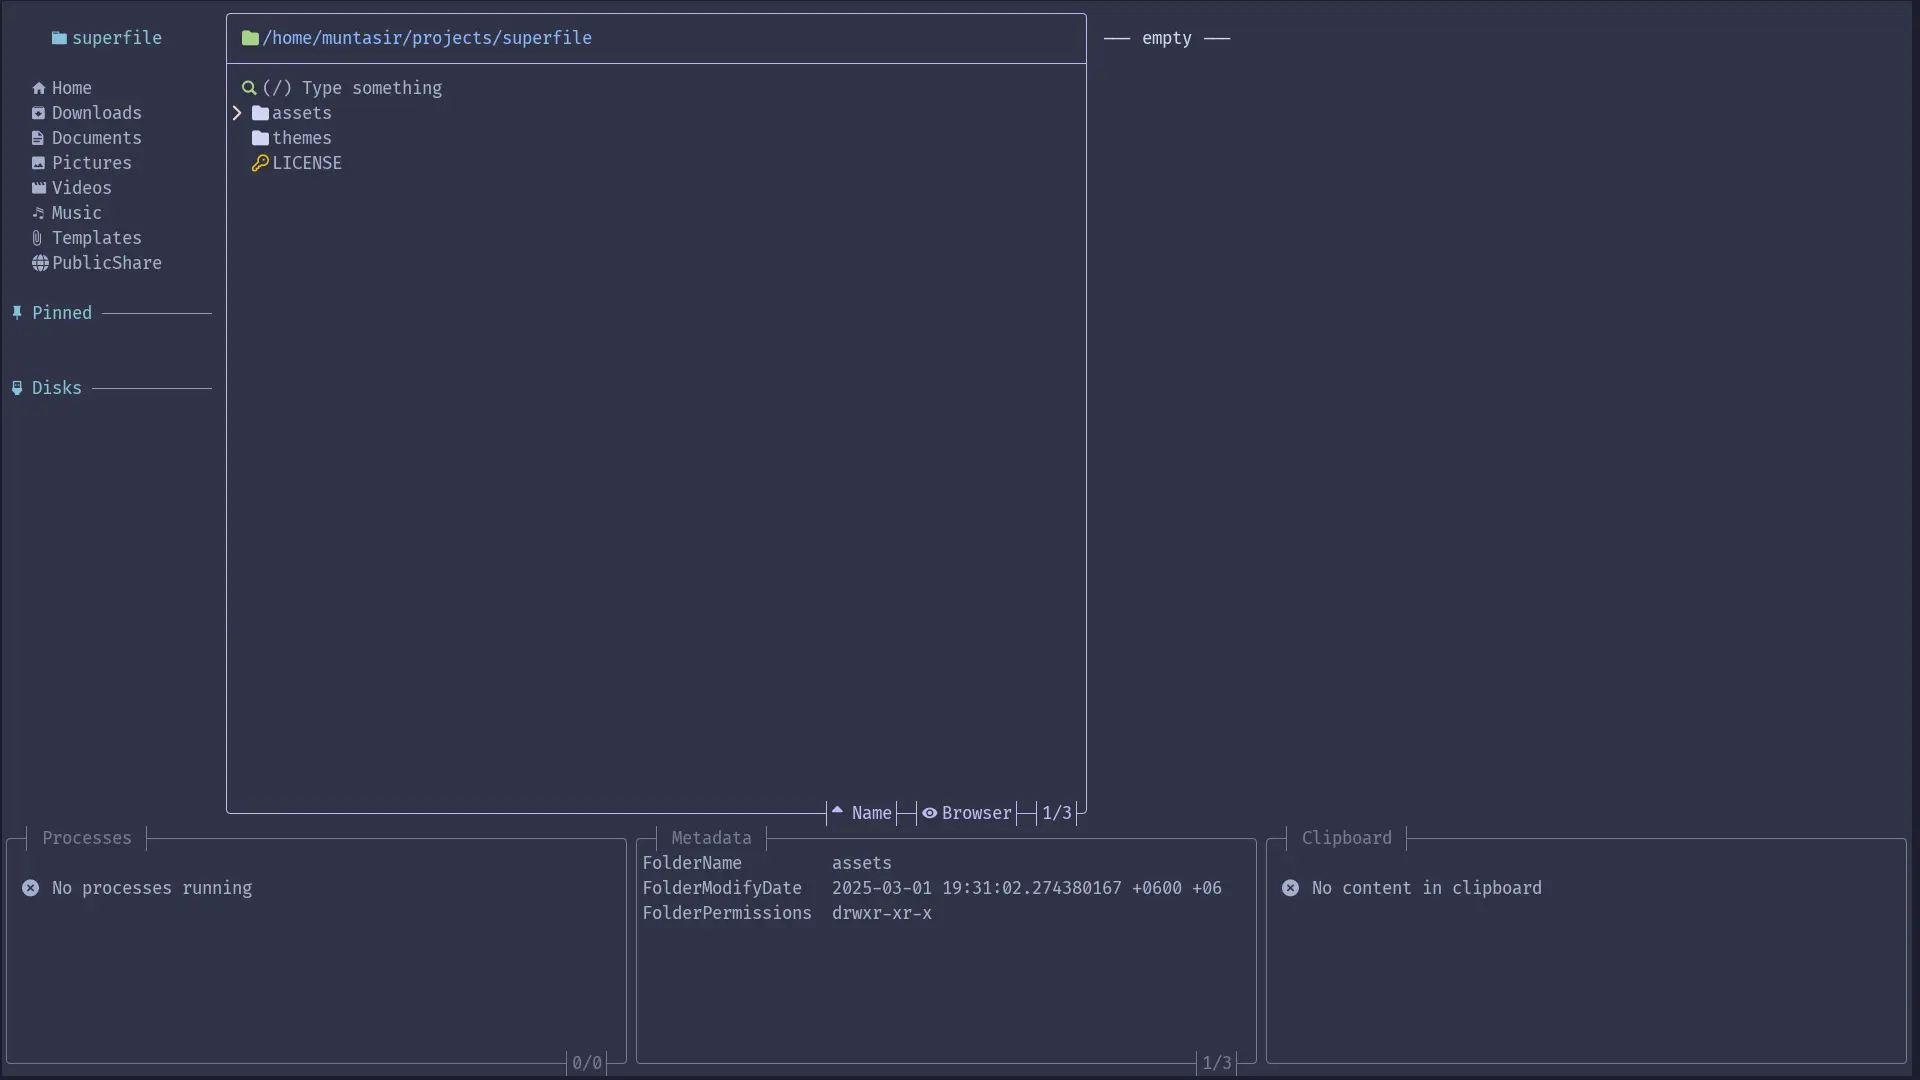 superfile
Home
Downloads
Documents
Pictures
Videos
Music
Templates
PublicShare
Pinned
Disks
/home/muntasir/projects/superfile
(/) Type something
assets
themes
LICENSE
Name
Browser
1/3
empty
Processes
No processes running
0/0
Metadata
FolderName assets
FolderModifyDate 2025-03-01 19:31:02.274380167 +0600 +06
FolderPermissions drwxr-xr-x
1/3
Clipboard
No content in clipboard